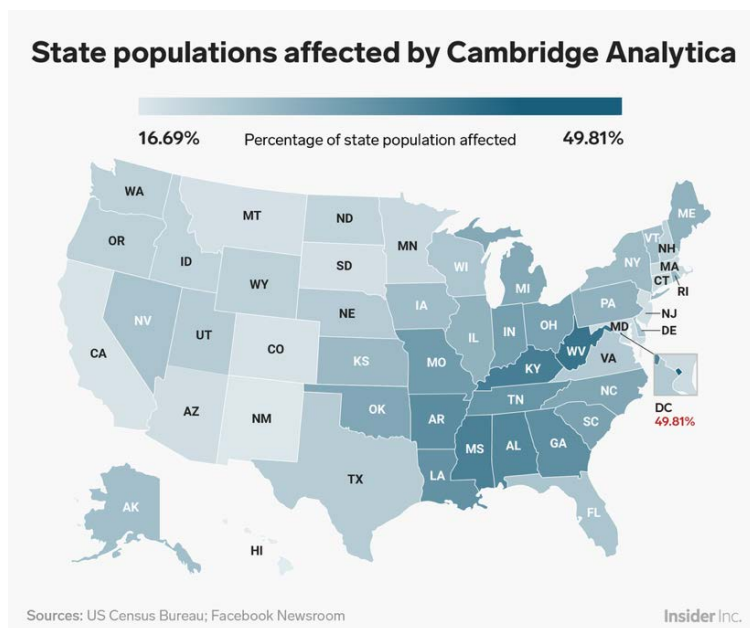 State populations affected by Cambridge Analytica
16.69% Percentage of state population affected 49.81%
WA
MT
ND
MN
OR
ID
SD
WI
WY
MI
NY
VT
NH
ME
MA
CT
RI
NV
UT
NE
IA
IL
IN
OH
PA
NJ
DE
MD
CA
CO
KS
MO
KY
WV
VA
DC
49.81%
AZ
NM
OK
AR
TN
NC
SC
TX
LA
MS
AL
GA
FL
AK
HI
Sources: US Census Bureau; Facebook Newsroom
Insider Inc.